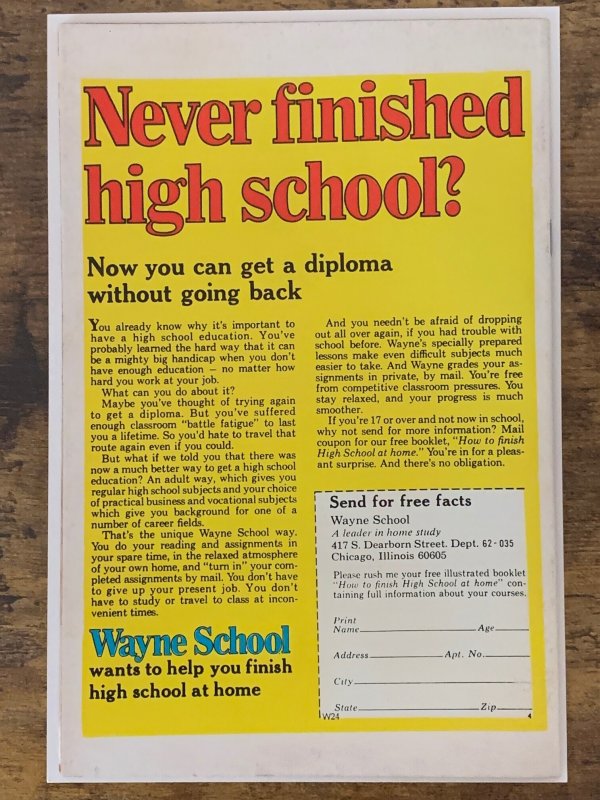 Never finished
high school?
Now you can get a diploma
without going back
You already know why it's important to
have a high school education. You've
probably learned the hard way that it can
be a mighty big handicap when you don't
have enough education — no matter how
hard you work at your job.
What can you do about it?
Maybe you've thought of trying again
to get a diploma. But you've suffered
enough classroom "battle fatigue" to last
you a lifetime. So you'd hate to travel that
route again even if you could.
But what if we told you that there was
now a much better way to get a high school
education? An adult way, which gives you
regular high school subjects and your choice
of practical business and vocational subjects
which give you background for one of a
number of career fields.
That's the unique Wayne School way.
You do your reading and assignments in
your spare time, in the relaxed atmosphere
of your own home, and "turn in" your com-
pleted assignments by mail. You don't have
to give up your present job. You don't
have to study or travel to class at incon-
venient times.
Wayne School
wants to help you finish
high school at home
And you needn't be afraid of dropping
out all over again, if you had trouble with
school before. Wayne's specially prepared
lessons make even difficult subjects much
easier to take. And Wayne grades your as-
signments in private, by mail. You're free
from competitive classroom pressures. You
stay relaxed, and your progress is much
smoother.
If you're 17 or over and not now in school,
why not send for more information? Mail
coupon for our free booklet, "How to finish
High School at home." You're in for a pleas-
ant surprise. And there's no obligation.
Send for free facts
Wayne School
A leader in home study
417 S. Dearborn Street. Dept. 62-035
Chicago, Illinois 60605
Please rush me your free illustrated booklet
"How to finish High School at home" con-
taining full information about your courses.
Print
Name Age
Address Apt. No.
City
State Zip
W24 4